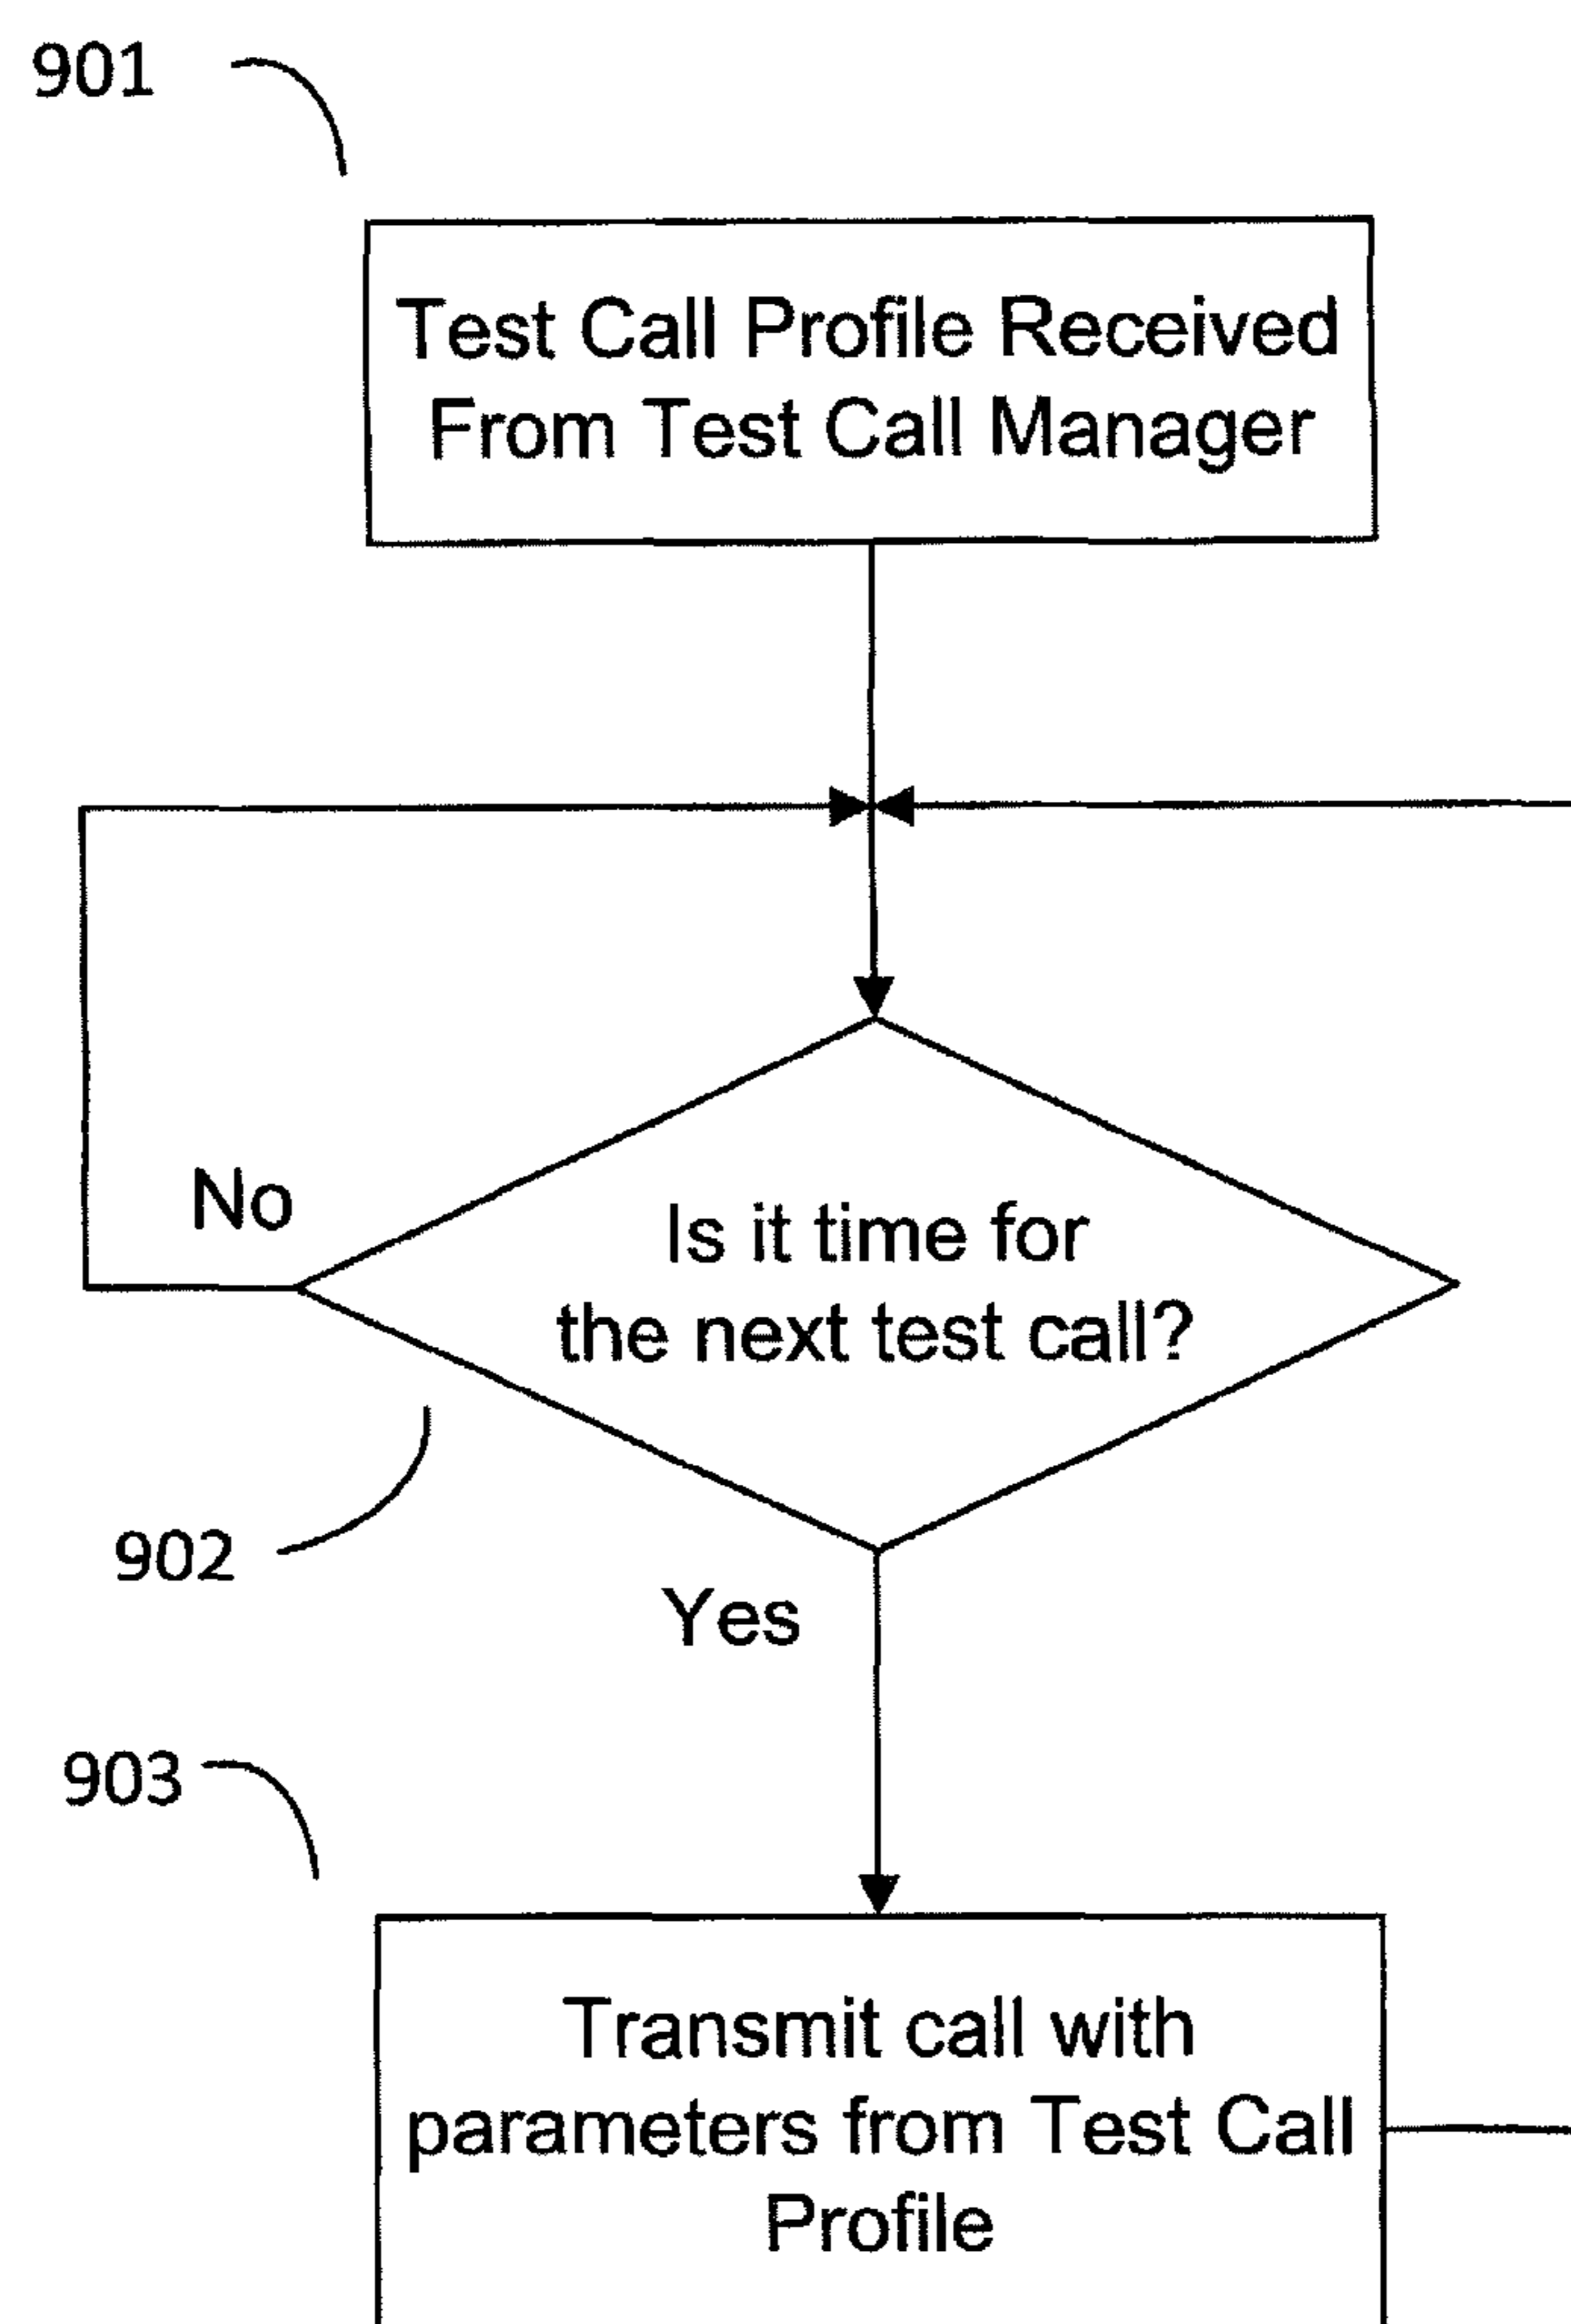 901
Test Call Profile Received
From Test Call Manager
No
Is it time for
the next test call?
902
Yes
903
Transmit call with
parameters from Test Call
Profile